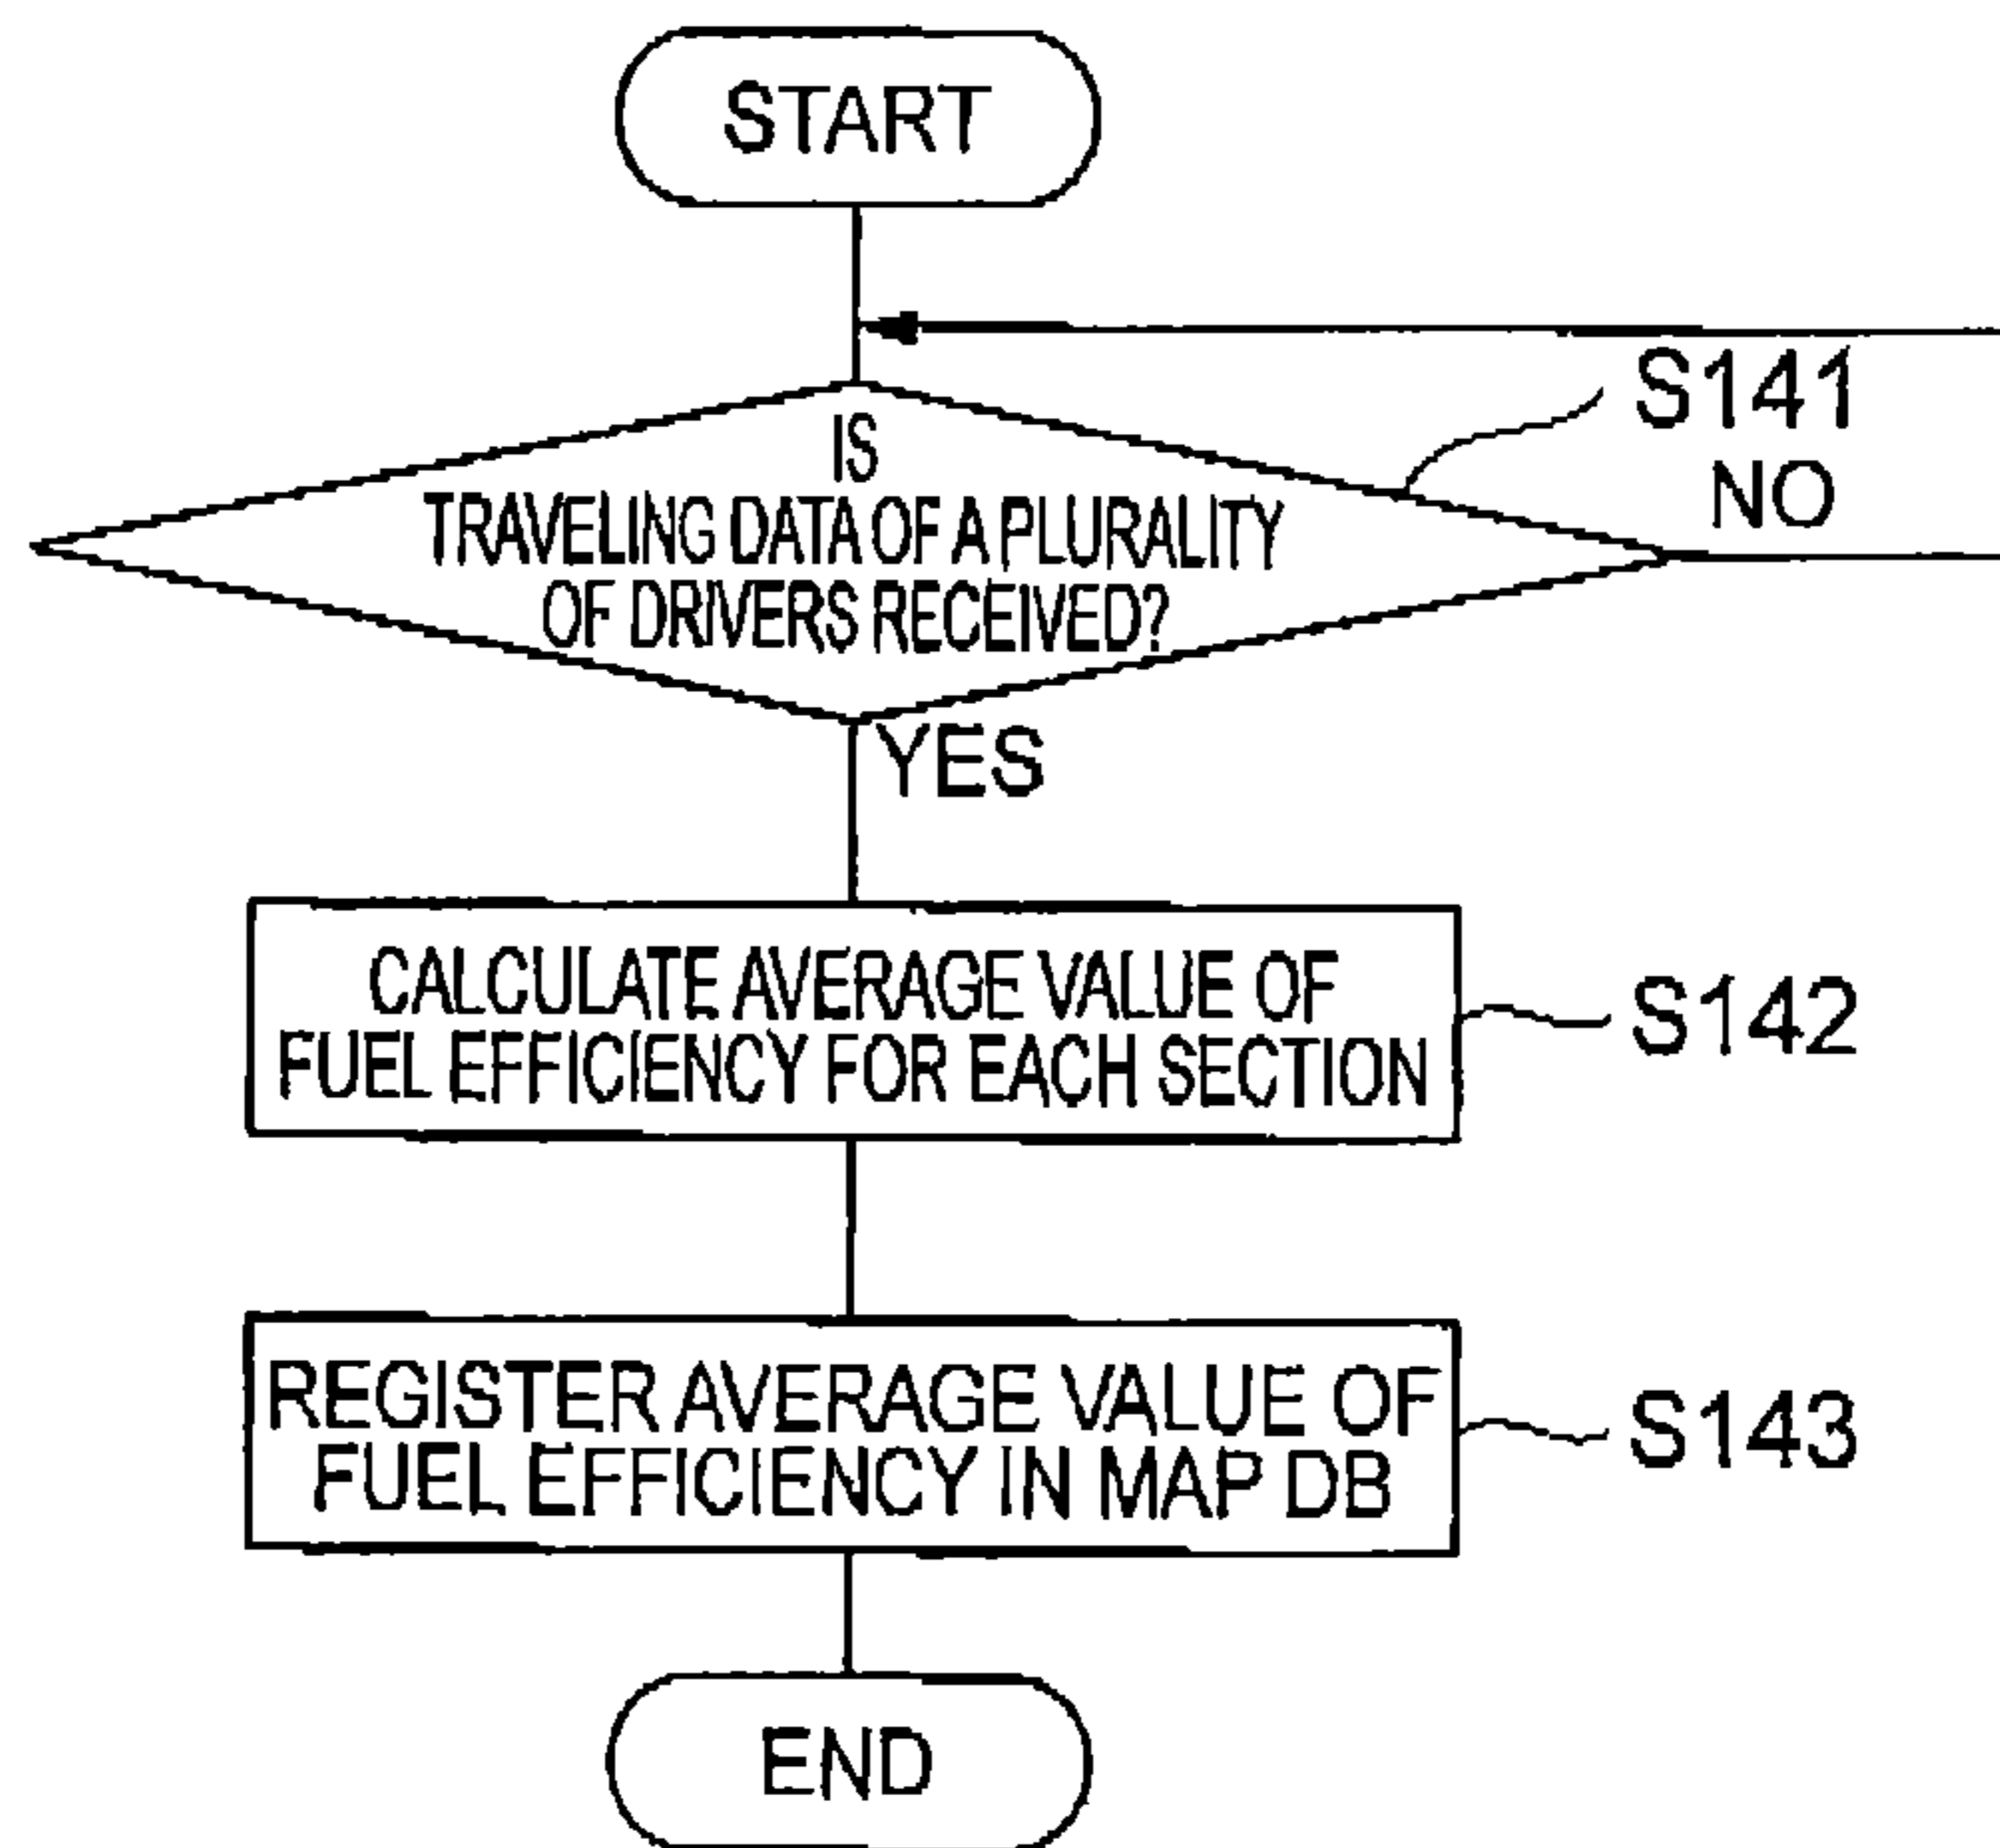 START
S141
NO
IS
TRAVELING DATA OF A PLURALITY
OF DRIVERS RECEIVED?
YES
CALCULATE AVERAGE VALUE OF
FUEL EFFICIENCY FOR EACH SECTION
S142
REGISTER AVERAGE VALUE OF
FUEL EFFICIENCY IN MAP DB
S143
END